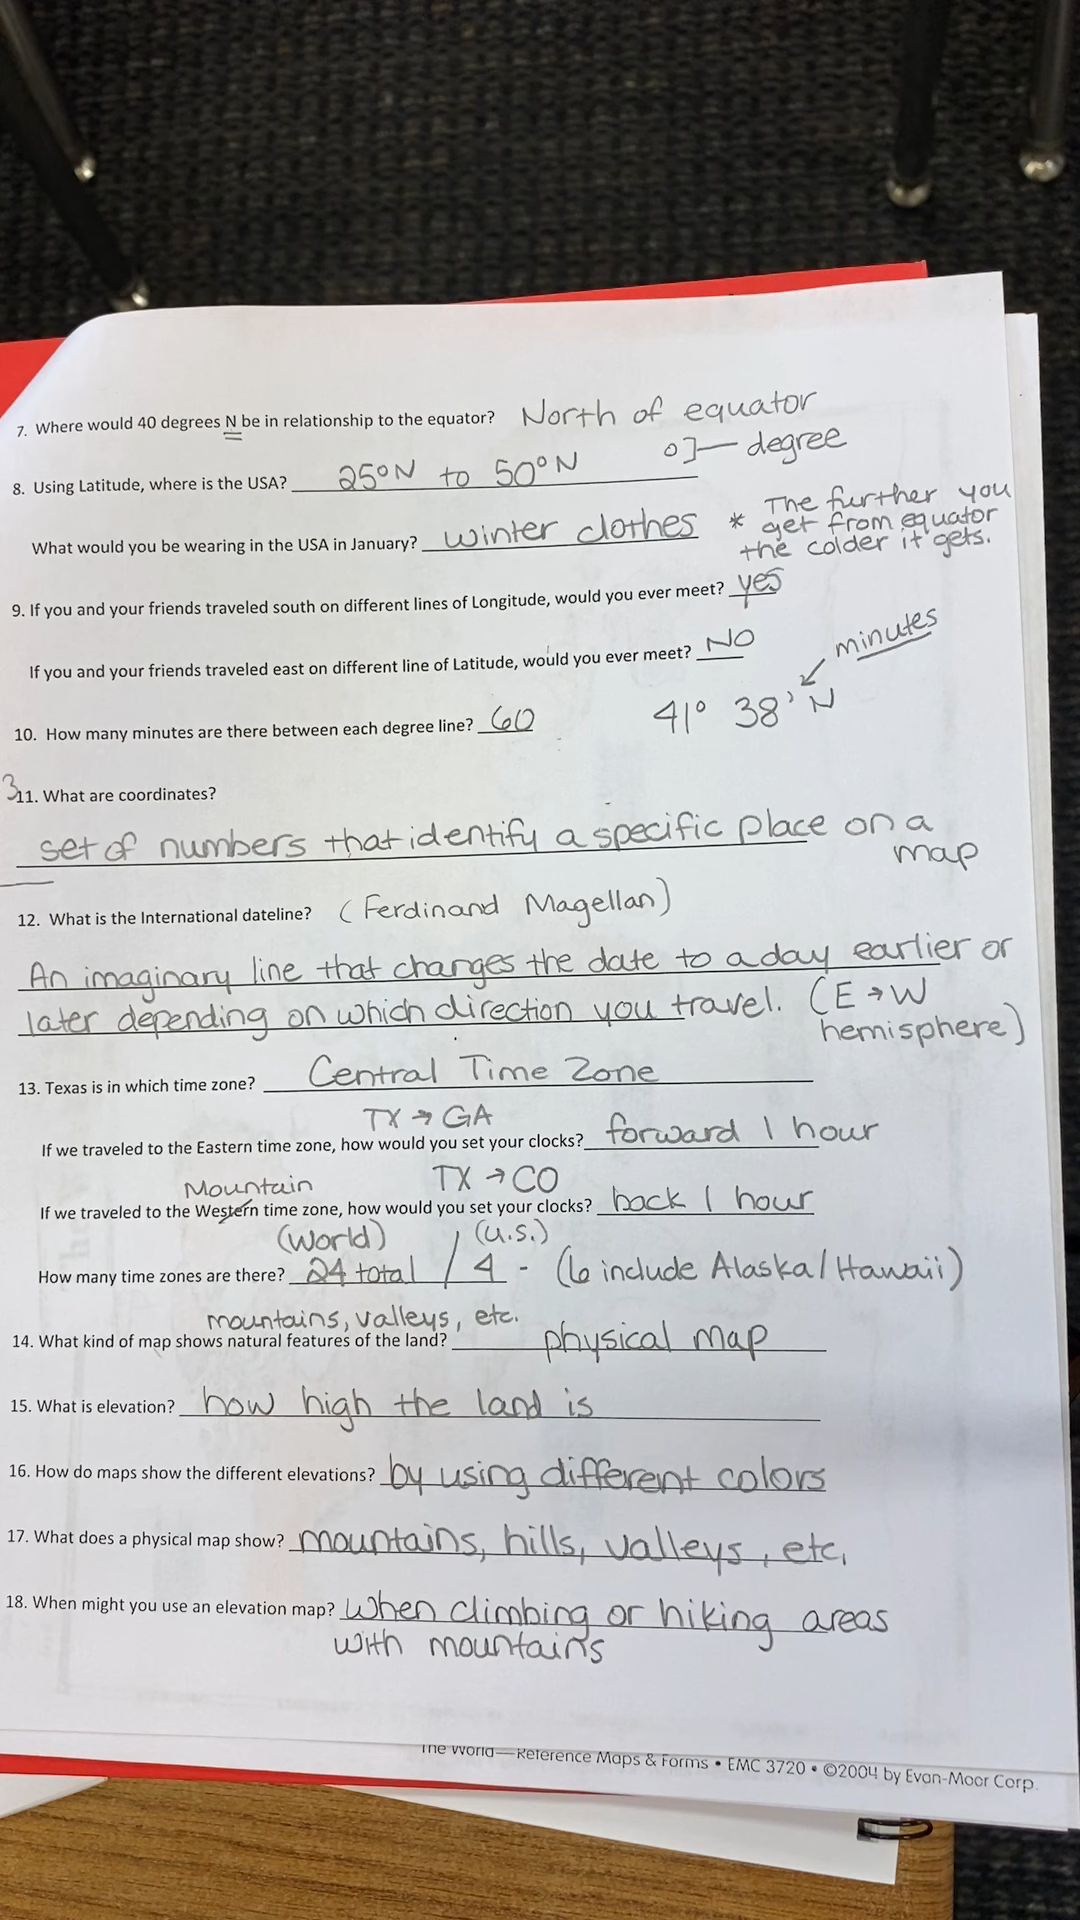 7. Where would 40 degrees N be in relationship to the equator? North of equator
o]— degree
8. Using Latitude, where is the USA? 25°N to 50°N
What would you be wearing in the USA in January? winter clothes
* The further you
get from equator
the colder it gets.
9. If you and your friends traveled south on different lines of Longitude, would you ever meet? yes
If you and your friends traveled east on different line of Latitude, would you ever meet? NO
minutes
10. How many minutes are there between each degree line? 60
41° 38' N
3
11. What are coordinates?
set of numbers that identify a specific place on a
map
12. What is the International dateline? (Ferdinand Magellan)
An imaginary line that changes the date to a day earlier or
later depending on which direction you travel. (E→W
hemisphere)
13. Texas is in which time zone? Central Time Zone
TX → GA
If we traveled to the Eastern time zone, how would you set your clocks? forward 1 hour
Mountain TX → CO
If we traveled to the Western time zone, how would you set your clocks? back 1 hour
(world) (U.S.)
How many time zones are there? 24 total / 4 - (6 include Alaska/Hawaii)
mountains, valleys, etc.
14. What kind of map shows natural features of the land? physical map
15. What is elevation? how high the land is
16. How do maps show the different elevations? by using different colors
17. What does a physical map show? mountains, hills, valleys, etc.
18. When might you use an elevation map? When climbing or hiking areas
with mountains
The World—Reference Maps & Forms • EMC 3720 • ©2004 by Evan-Moor Corp.